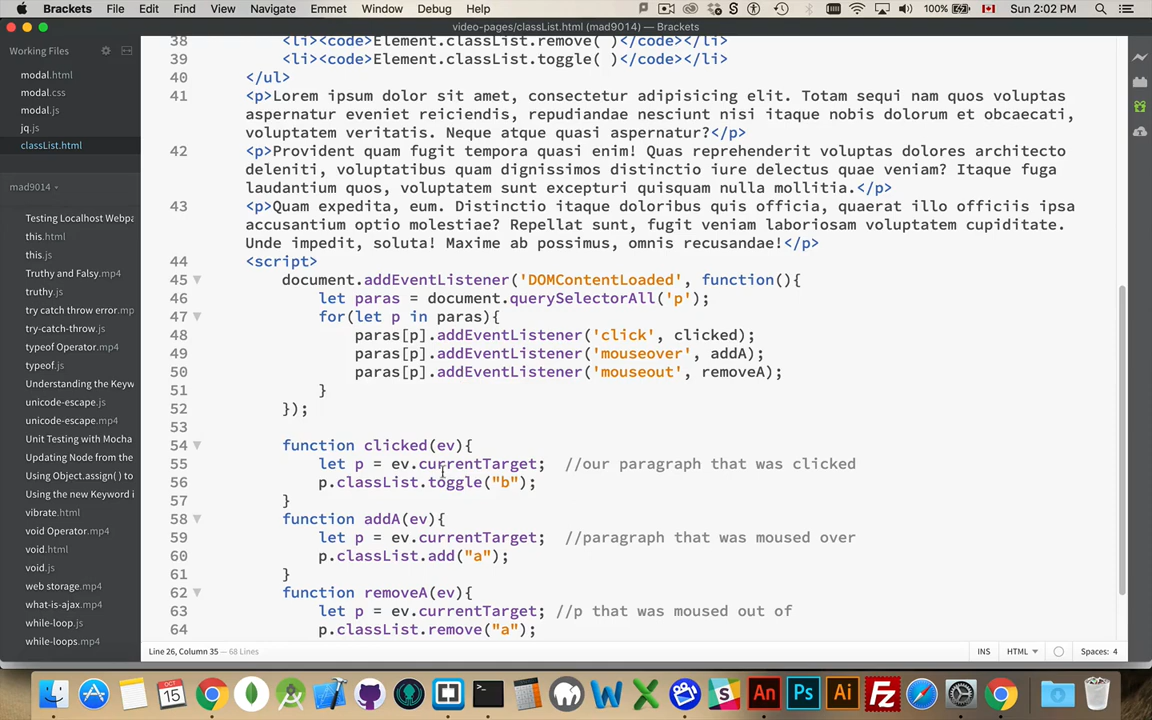 Brackets File Edit View Navigate Emmet Window Debug Help 100% Sun 2:02 PM
video-pages/classList.html (mad9014) — Brackets
Working Files
modal.html
modal.css
modal.js
jq.js
classList.html
mad9014
Testing Localhost Webpa
this.html
this.js
Truthy and Falsy.mp4
truthy.js
try catch throw error.mp
try-catch-throw.js
typeof Operator.mp4
typeof.js
Understanding the Keyw
unicode-escape.js
unicode-escape.mp4
Unit Testing with Mocha
Updating Node from the
Using Object.assign( ) to
Using the new Keyword i
vibrate.html
void Operator.mp4
void.html
void.js
web storage.mp4
what-is-ajax.mp4
while-loop.js
while-loops.mp4
38 <li><code>Element.classList.remove( )</code></li>
39 <li><code>Element.classList.toggle( )</code></li>
40 </ul>
41 <p>Lorem ipsum dolor sit amet, consectetur adipisicing elit. Totam sequi nam quos voluptas
aspernatur eveniet reiciendis, repudiandae nesciunt nisi itaque nobis dolorum et obcaecati,
voluptatem veritatis. Neque atque quasi aspernatur?</p>
42 <p>Provident quam fugit tempora quasi enim! Quas reprehenderit voluptas dolores architecto
deleniti, voluptatibus quam dignissimos distinctio iure delectus quae veniam? Itaque fuga
laudantium quos, voluptatem sunt excepturi quisquam nulla mollitia.</p>
43 <p>Quam expedita, eum. Distinctio itaque doloribus quis officia, quaerat illo officiis ipsa
accusantium optio molestiae? Repellat sunt, fugit veniam laboriosam voluptatem cupiditate.
Unde impedit, soluta! Maxime ab possimus, omnis recusandae!</p>
44 <script>
45 document.addEventListener('DOMContentLoaded', function(){
46 let paras = document.querySelectorAll('p');
47 for(let p in paras){
48 paras[p].addEventListener('click', clicked);
49 paras[p].addEventListener('mouseover', addA);
50 paras[p].addEventListener('mouseout', removeA);
51 }
52 });
53
54 function clicked(ev){
55 let p = ev.currentTarget; //our paragraph that was clicked
56 p.classList.toggle("b");
57 }
58 function addA(ev){
59 let p = ev.currentTarget; //paragraph that was moused over
60 p.classList.add("a");
61 }
62 function removeA(ev){
63 let p = ev.currentTarget; //p that was moused out of
64 p.classList.remove("a");
Line 26, Column 35 — 68 Lines INS HTML Spaces: 4
OCT 15 An Ps Ai Fz